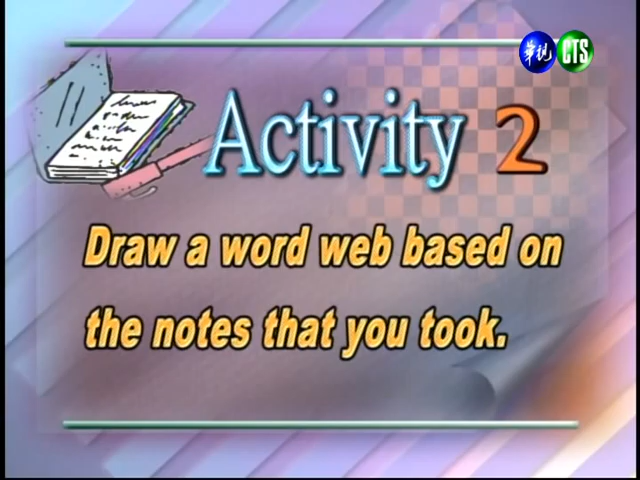 華視 CTS
Activity 2
Draw a word web based on
the notes that you took.